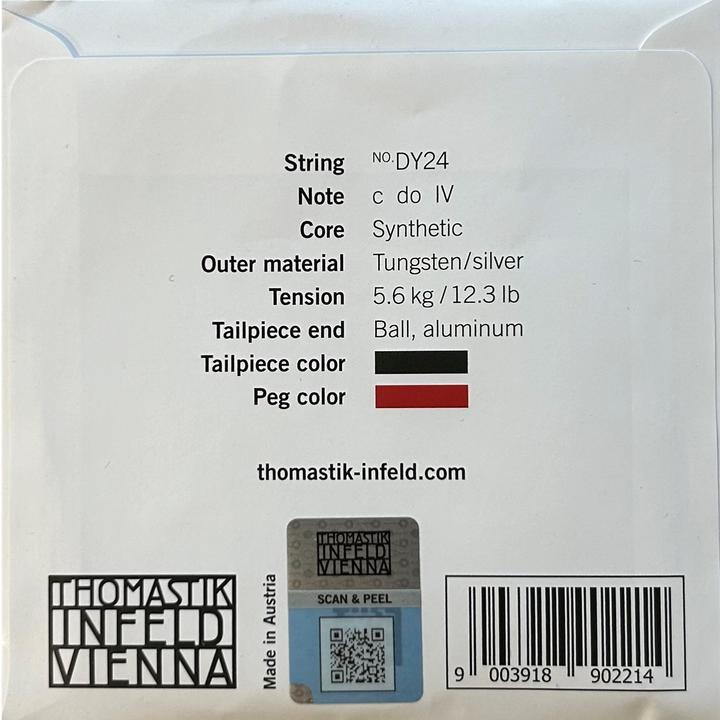 String NO.DY24
Note c do IV
Core Synthetic
Outer material Tungsten/silver
Tension 5.6 kg / 12.3 lb
Tailpiece end Ball, aluminum
Tailpiece color
Peg color
thomastik-infeld.com
THOMASTIK
INFELD
VIENNA
Made in Austria
THOMASTIK
INFELD
VIENNA
SCAN & PEEL
9 003918 902214